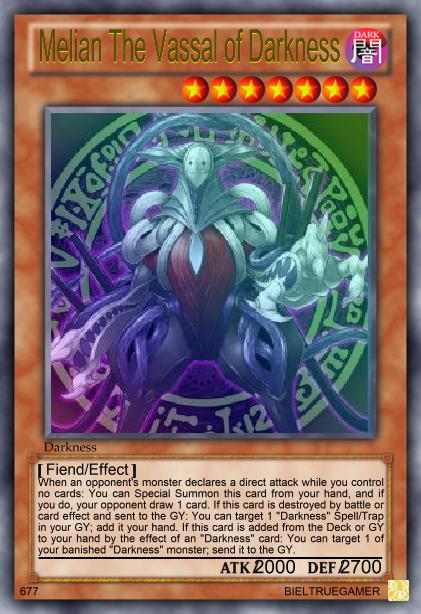 Melian The Vassal of Darkness
DARK
闇
Darkness
[ Fiend/Effect ]
When an opponent's monster declares a direct attack while you control
no cards: You can Special Summon this card from your hand, and if
you do, your opponent draw 1 card. If this card is destroyed by battle or
card effect and sent to the GY: You can target 1 "Darkness" Spell/Trap
in your GY; add it your hand. If this card is added from the Deck or GY
to your hand by the effect of an "Darkness" card: You can target 1 of
your banished "Darkness" monster; send it to the GY.
ATK 2000 DEF 2700
677
BIELTRUEGAMER